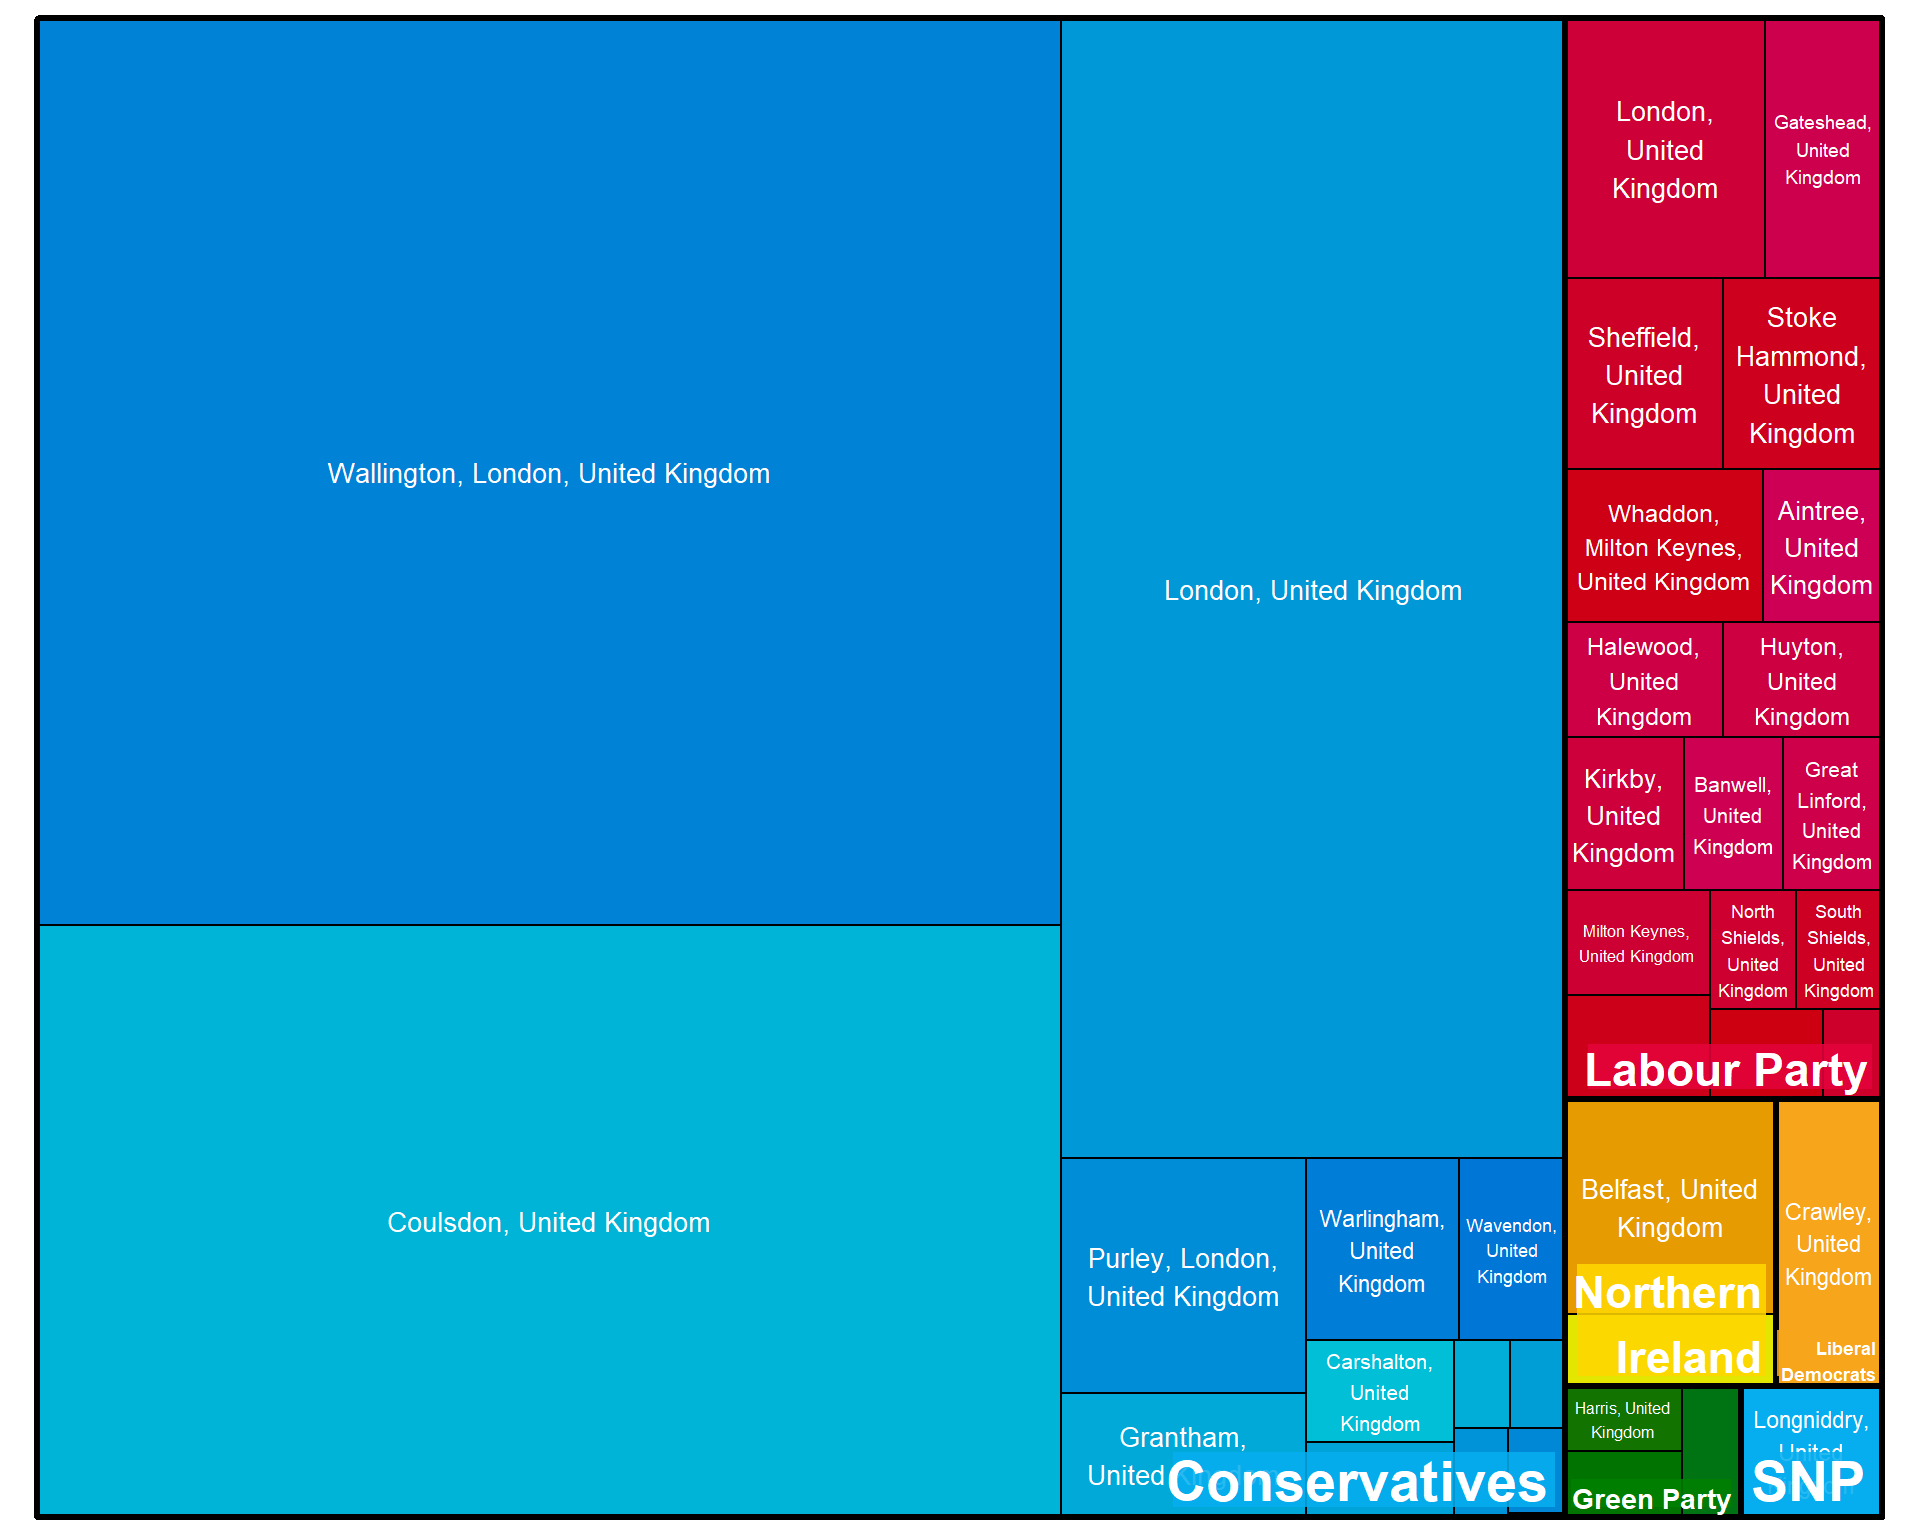 Wallington, London, United Kingdom
Coulsdon, United Kingdom
London, United Kingdom
Purley, London,
United Kingdom
Grantham,
United
Warlingham,
United
Kingdom
Wavendon,
United
Kingdom
Carshalton,
United
Kingdom
Conservatives
London,
United
Kingdom
Gateshead,
United
Kingdom
Sheffield,
United
Kingdom
Stoke
Hammond,
United
Kingdom
Whaddon,
Milton Keynes,
United Kingdom
Aintree,
United
Kingdom
Halewood,
United
Kingdom
Huyton,
United
Kingdom
Kirkby,
United
Kingdom
Banwell,
United
Kingdom
Great
Linford,
United
Kingdom
Milton Keynes,
United Kingdom
North
Shields,
United
Kingdom
South
Shields,
United
Kingdom
Labour Party
Belfast, United
Kingdom
Northern
Ireland
Crawley,
United
Kingdom
Liberal
Democrats
Harris, United
Kingdom
Green Party
Longniddry,
United
SNP